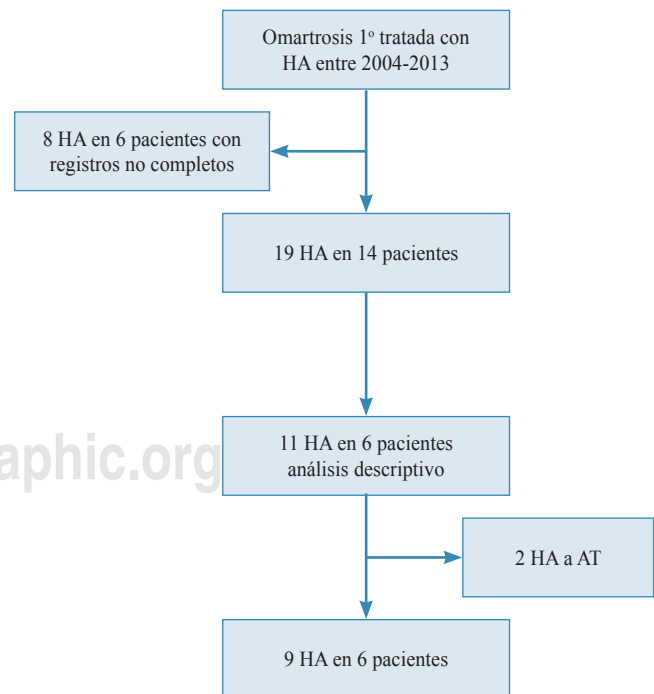 Omartrosis 1º tratada con
HA entre 2004-2013
8 HA en 6 pacientes con
registros no completos
19 HA en 14 pacientes
11 HA en 6 pacientes
análisis descriptivo
aphic.org
2 HA a AT
9 HA en 6 pacientes